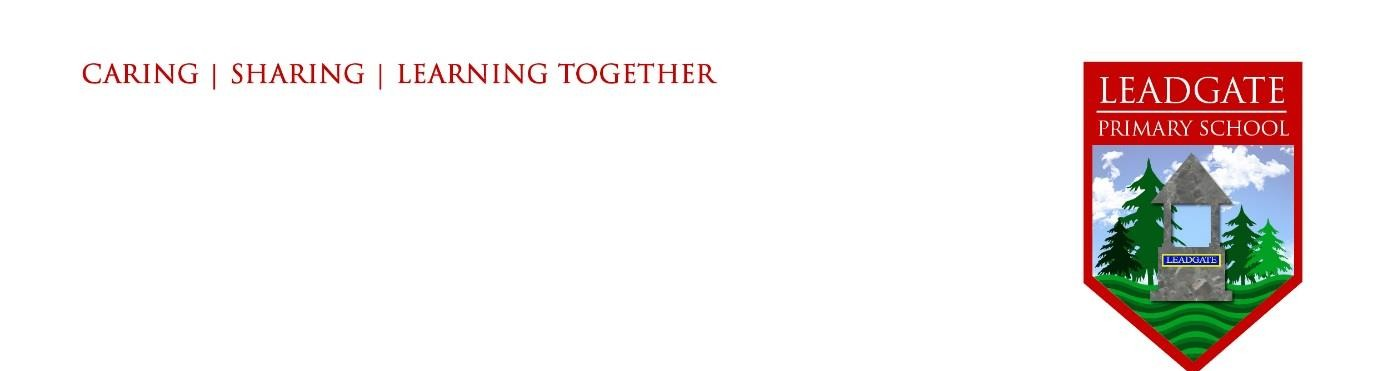 CARING | SHARING | LEARNING TOGETHER
LEADGATE
PRIMARY SCHOOL
LEADGATE